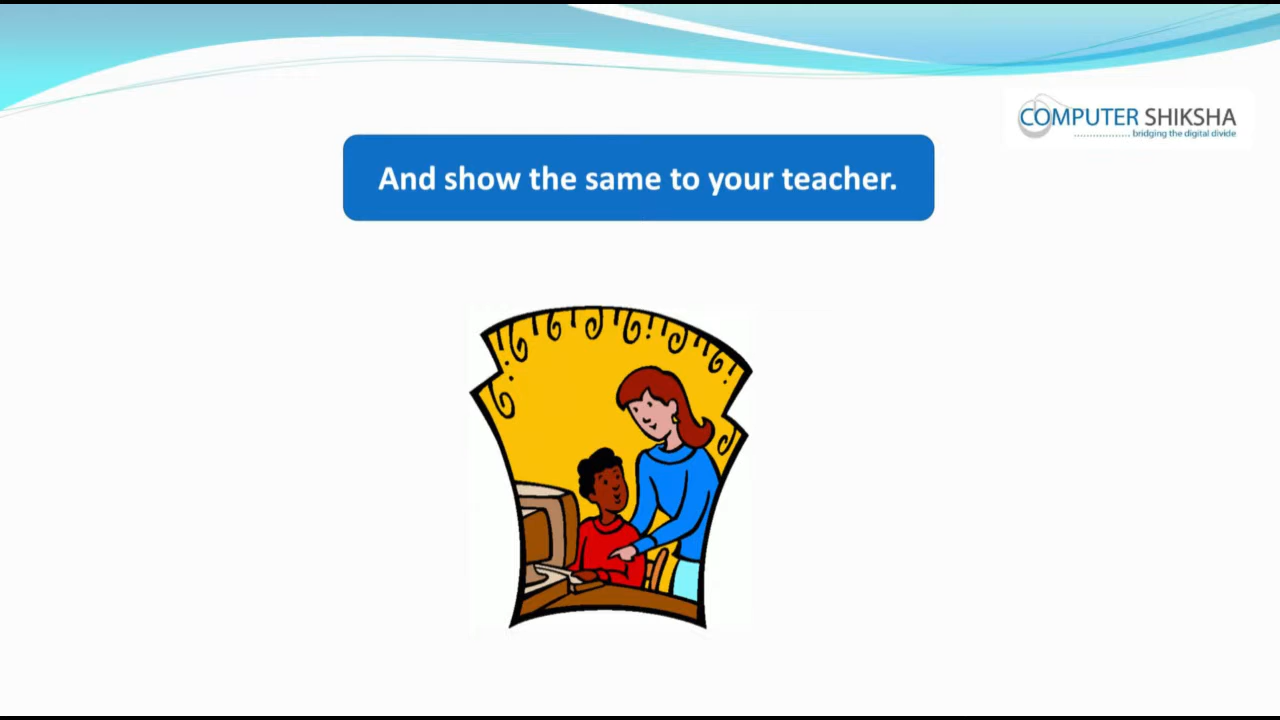 COMPUTER SHIKSHA
bridging the digital divide
And show the same to your teacher.